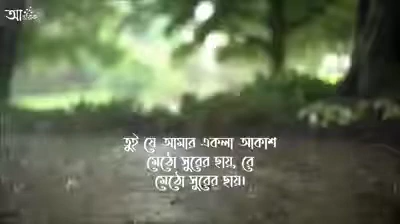 তুই যে আমার একলা আকাশ
মেঠো সুরের ছায়, রে
মেঠো সুরের ছায়।